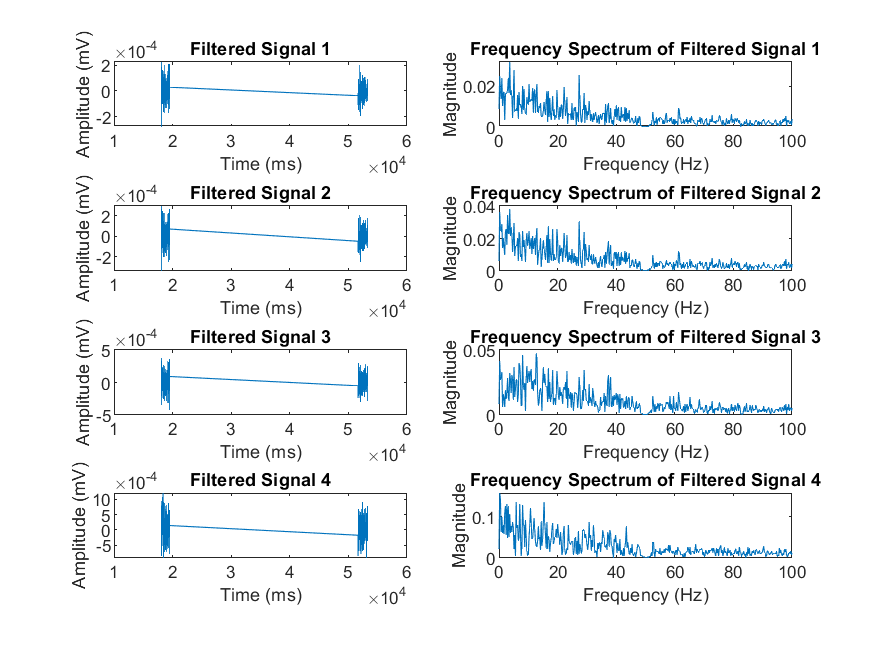 Filtered Signal 1
×10⁻⁴
Amplitude (mV)
2
0
-2
1 2 3 4 5 6
Time (ms)
×10⁴
Frequency Spectrum of Filtered Signal 1
Magnitude
0.02
0
0 20 40 60 80 100
Frequency (Hz)
Filtered Signal 2
×10⁻⁴
Amplitude (mV)
2
0
-2
1 2 3 4 5 6
Time (ms)
×10⁴
Frequency Spectrum of Filtered Signal 2
Magnitude
0.04
0.02
0
0 20 40 60 80 100
Frequency (Hz)
Filtered Signal 3
×10⁻⁴
Amplitude (mV)
5
0
-5
1 2 3 4 5 6
Time (ms)
×10⁴
Frequency Spectrum of Filtered Signal 3
Magnitude
0.05
0
0 20 40 60 80 100
Frequency (Hz)
Filtered Signal 4
×10⁻⁴
Amplitude (mV)
10
5
0
-5
1 2 3 4 5 6
Time (ms)
×10⁴
Frequency Spectrum of Filtered Signal 4
Magnitude
0.1
0
0 20 40 60 80 100
Frequency (Hz)